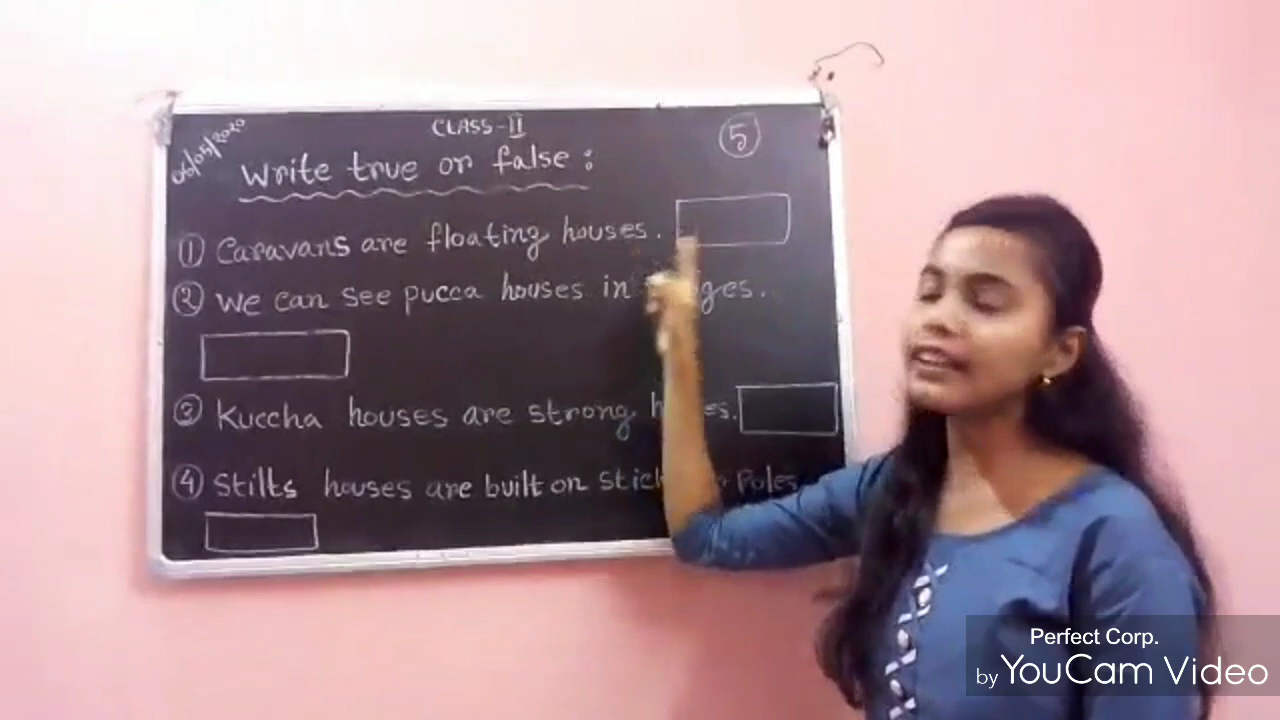 06/05/2020
CLASS-II
5
Write true or false :
① Caravans are floating houses.
② We can see pucca houses in
③ Kuccha houses are strong
④ Stilts houses are built on
Poles
Perfect Corp.
by YouCam Video